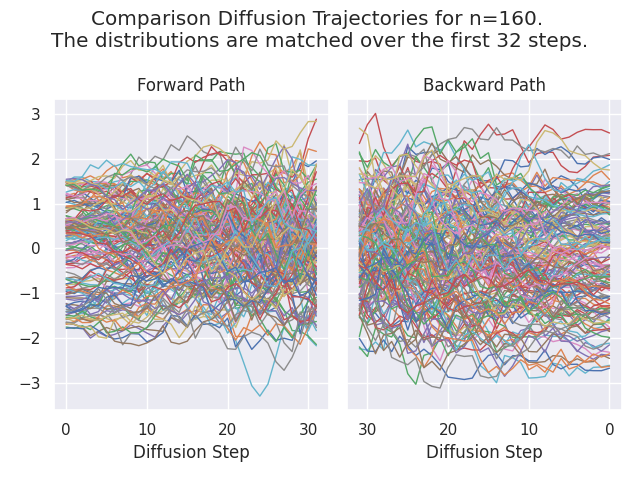 Comparison Diffusion Trajectories for n=160.
The distributions are matched over the first 32 steps.
Forward Path
Backward Path
3
2
1
0
−1
−2
−3
0 10 20 30
30 20 10 0
Diffusion Step
Diffusion Step